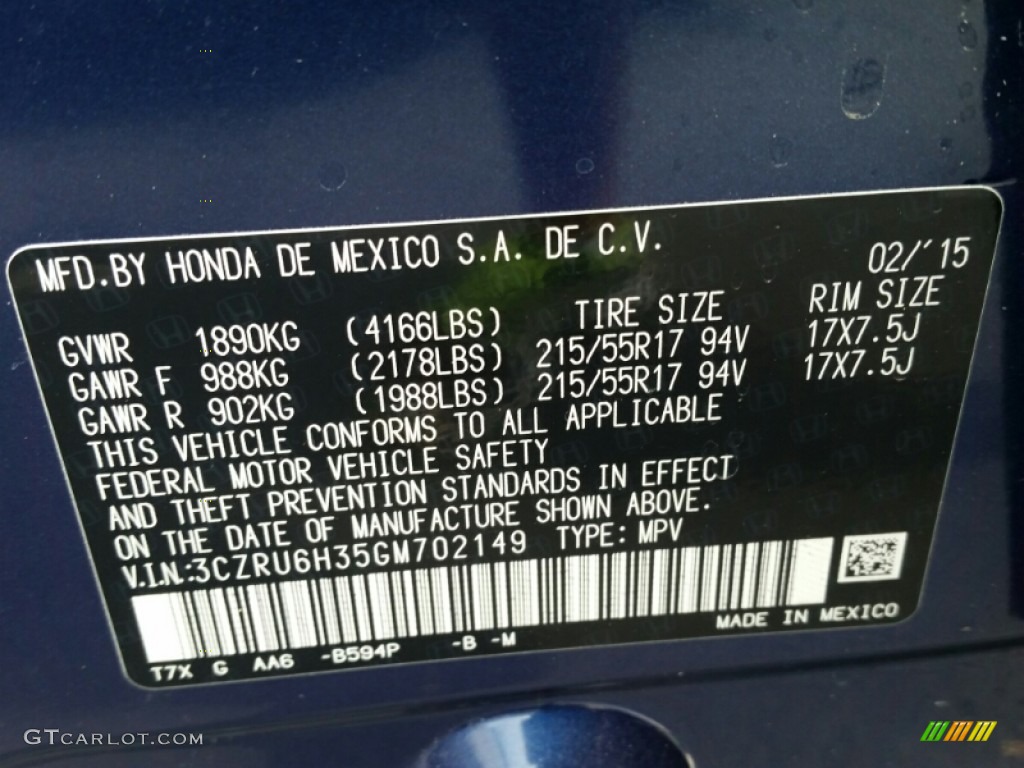 MFD.BY HONDA DE MEXICO S.A. DE C.V. 02/'15
TIRE SIZE RIM SIZE
GVWR 1890KG (4166LBS)
GAWR F 988KG (2178LBS) 215/55R17 94V 17X7.5J
GAWR R 902KG (1988LBS) 215/55R17 94V 17X7.5J
THIS VEHICLE CONFORMS TO ALL APPLICABLE
FEDERAL MOTOR VEHICLE SAFETY
AND THEFT PREVENTION STANDARDS IN EFFECT
ON THE DATE OF MANUFACTURE SHOWN ABOVE.
V.I.N.:3CZRU6H35GM702149 TYPE: MPV
MADE IN MEXICO
T7X G AA6 -B594P -B -M
GTCARLOT.COM